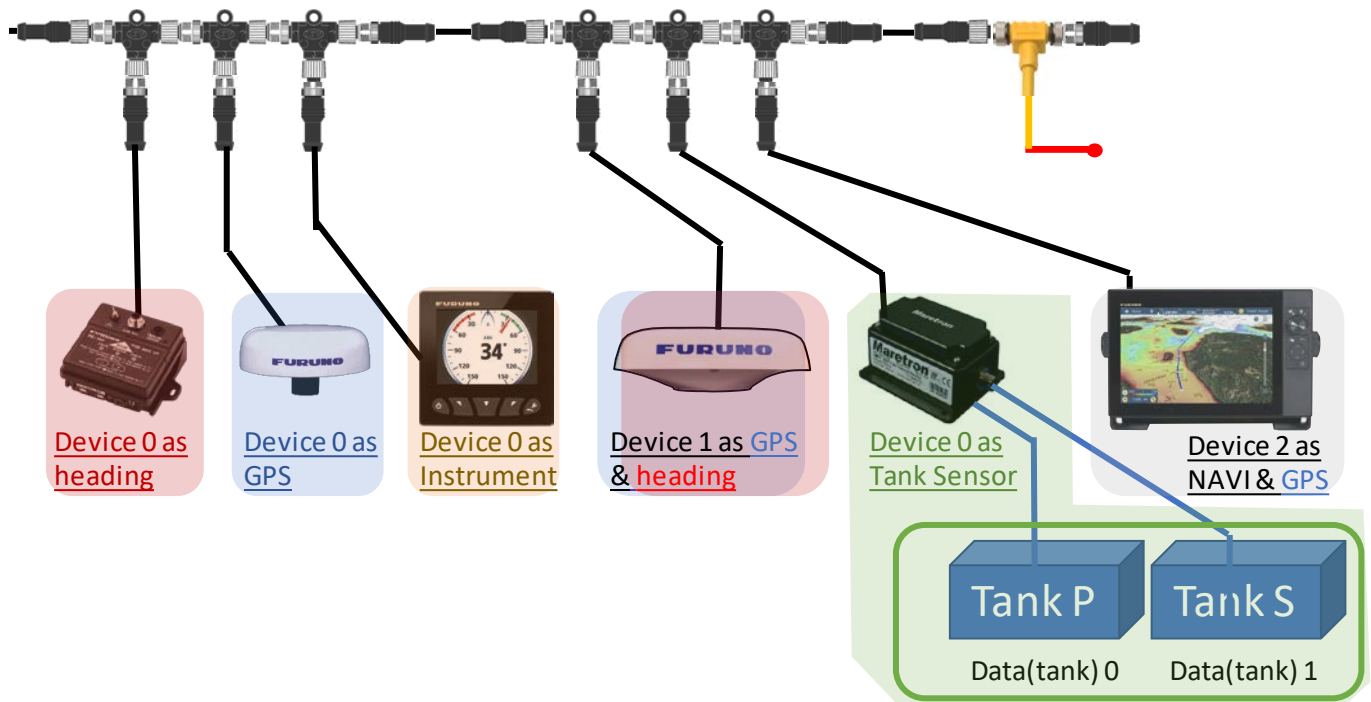 FURUNO
34°
FURUNO
FURUNO
Maretron
Maretron
Device 0 as
heading
Device 0 as
GPS
Device 0 as
Instrument
Device 1 as GPS
& heading
Device 0 as
Tank Sensor
Device 2 as
NAVI & GPS
Tank P
Tank S
Data(tank) 0
Data(tank) 1